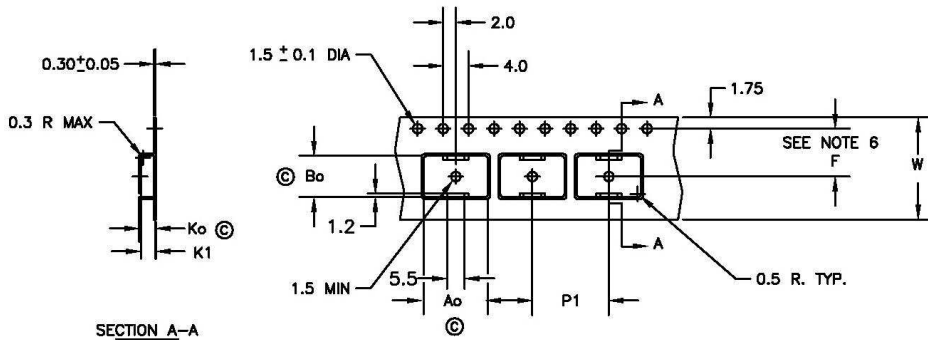 2.0
1.5 ± 0.1 DIA
4.0
0.30±0.05
A
1.75
0.3 R MAX
SEE NOTE 6
F
W
Ⓒ Bo
1.2
Ko Ⓒ
K1
A
5.5
1.5 MIN
0.5 R. TYP.
Ao
P1
Ⓒ
SECTION A-A